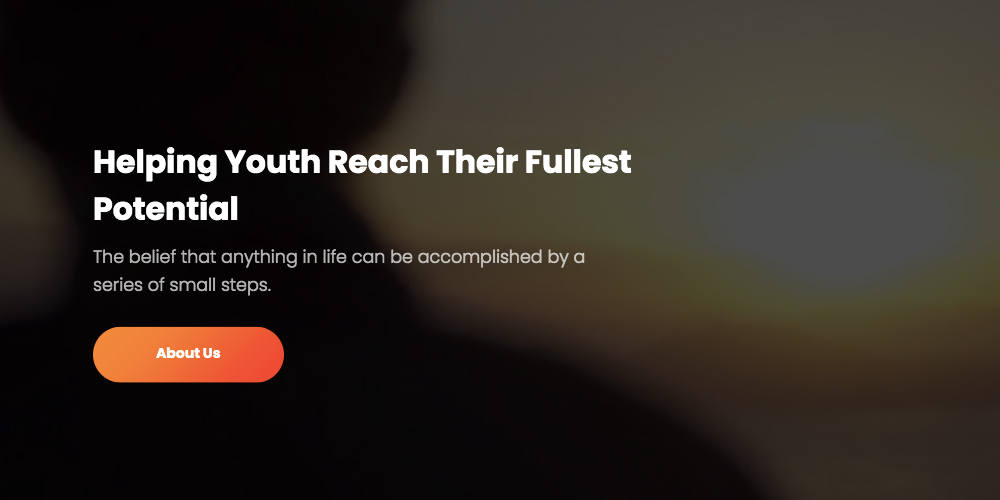 Helping Youth Reach Their Fullest
Potential
The belief that anything in life can be accomplished by a
series of small steps.
About Us